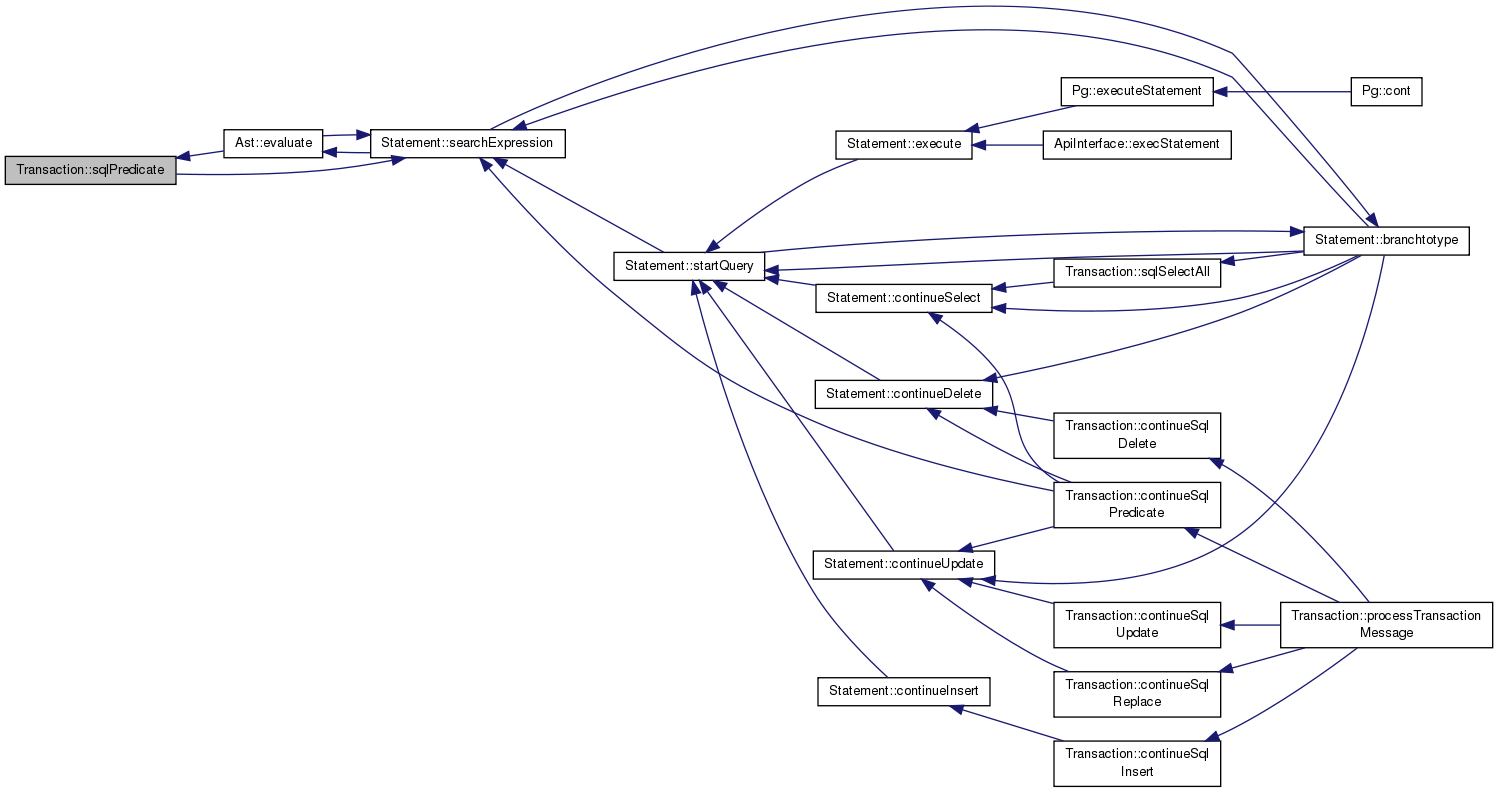 Transaction::sqlPredicate
Ast::evaluate
Statement::searchExpression
Statement::startQuery
Statement::execute
Pg::executeStatement
Pg::cont
ApiInterface::execStatement
Statement::branchtotype
Transaction::sqlSelectAll
Statement::continueSelect
Statement::continueDelete
Transaction::continueSql
Delete
Transaction::continueSql
Predicate
Statement::continueUpdate
Transaction::continueSql
Update
Transaction::processTransaction
Message
Transaction::continueSql
Replace
Statement::continueInsert
Transaction::continueSql
Insert